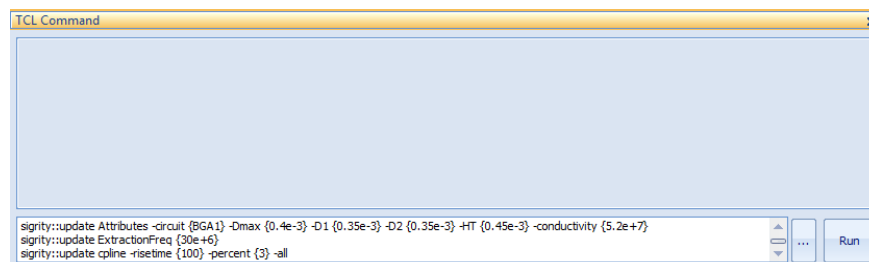 TCL Command
sigrity::update Attributes -circuit {BGA1} -Dmax {0.4e-3} -D1 {0.35e-3} -D2 {0.35e-3} -HT {0.45e-3} -conductivity {5.2e+7}
sigrity::update ExtractionFreq {30e+6}
sigrity::update cpline -risetime {100} -percent {3} -all
... Run